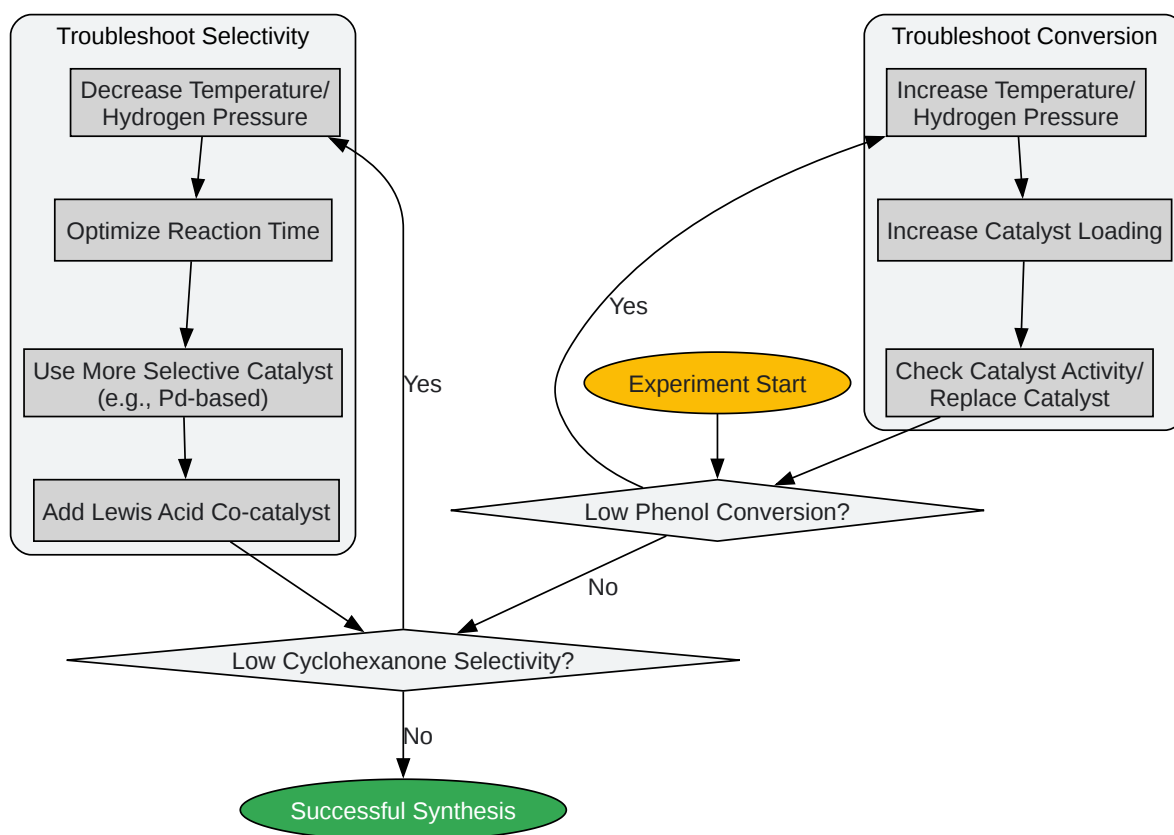 Troubleshoot Selectivity
Decrease Temperature/
Hydrogen Pressure
Optimize Reaction Time
Use More Selective Catalyst
(e.g., Pd-based)
Add Lewis Acid Co-catalyst
Troubleshoot Conversion
Increase Temperature/
Hydrogen Pressure
Increase Catalyst Loading
Check Catalyst Activity/
Replace Catalyst
Yes
Yes
Experiment Start
Low Phenol Conversion?
No
Low Cyclohexanone Selectivity?
No
Successful Synthesis